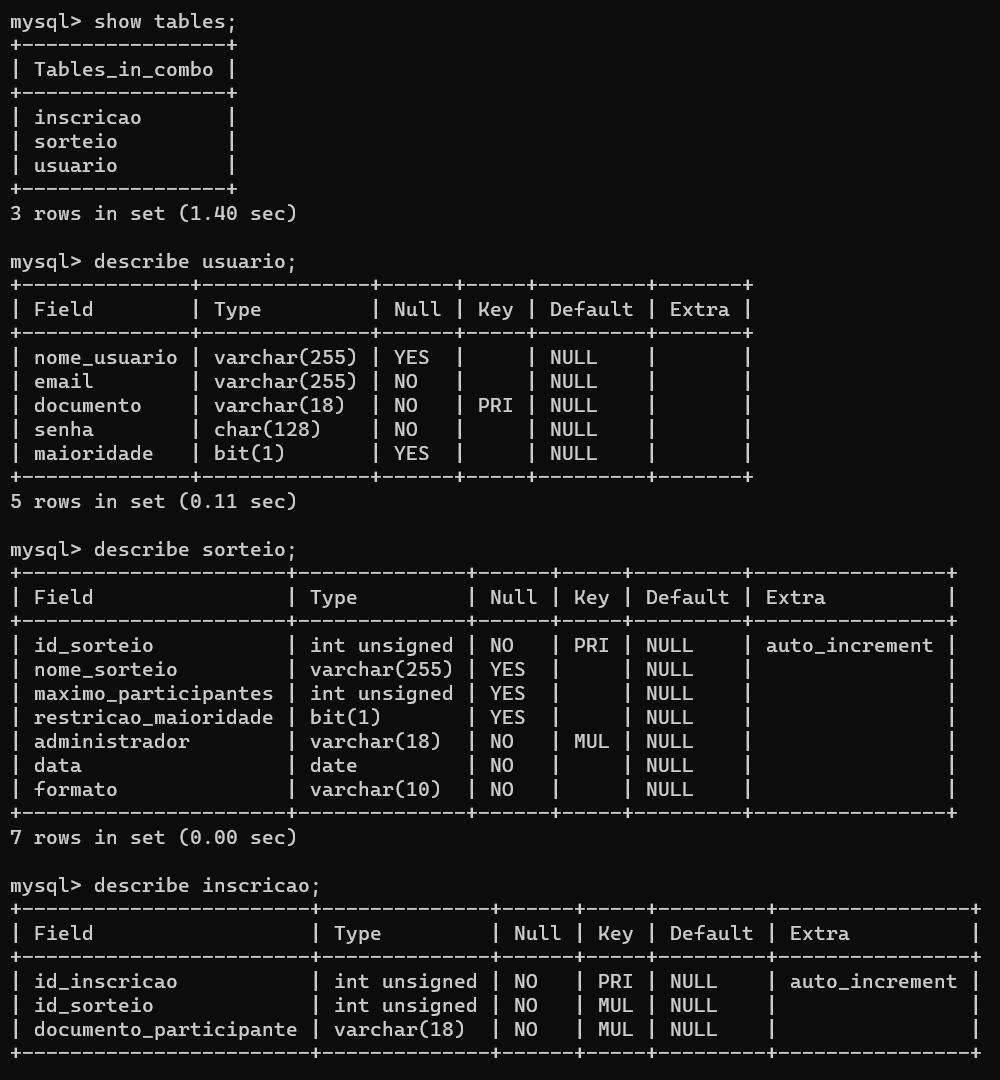 mysql> show tables;
+-----------------+
| Tables_in_combo |
+-----------------+
| inscricao       |
| sorteio         |
| usuario         |
+-----------------+
3 rows in set (1.40 sec)

mysql> describe usuario;
+--------------+--------------+------+-----+---------+-------+
| Field        | Type         | Null | Key | Default | Extra |
+--------------+--------------+------+-----+---------+-------+
| nome_usuario | varchar(255) | YES  |     | NULL    |       |
| email        | varchar(255) | NO   |     | NULL    |       |
| documento    | varchar(18)  | NO   | PRI | NULL    |       |
| senha        | char(128)    | NO   |     | NULL    |       |
| maioridade   | bit(1)       | YES  |     | NULL    |       |
+--------------+--------------+------+-----+---------+-------+
5 rows in set (0.11 sec)

mysql> describe sorteio;
+----------------------+--------------+------+-----+---------+----------------+
| Field                | Type         | Null | Key | Default | Extra          |
+----------------------+--------------+------+-----+---------+----------------+
| id_sorteio           | int unsigned | NO   | PRI | NULL    | auto_increment |
| nome_sorteio         | varchar(255) | YES  |     | NULL    |                |
| maximo_participantes | int unsigned | YES  |     | NULL    |                |
| restricao_maioridade | bit(1)       | YES  |     | NULL    |                |
| administrador        | varchar(18)  | NO   | MUL | NULL    |                |
| data                 | date         | NO   |     | NULL    |                |
| formato              | varchar(10)  | NO   |     | NULL    |                |
+----------------------+--------------+------+-----+---------+----------------+
7 rows in set (0.00 sec)

mysql> describe inscricao;
+------------------------+--------------+------+-----+---------+----------------+
| Field                  | Type         | Null | Key | Default | Extra          |
+------------------------+--------------+------+-----+---------+----------------+
| id_inscricao           | int unsigned | NO   | PRI | NULL    | auto_increment |
| id_sorteio             | int unsigned | NO   | MUL | NULL    |                |
| documento_participante | varchar(18)  | NO   | MUL | NULL    |                |
+------------------------+--------------+------+-----+---------+----------------+